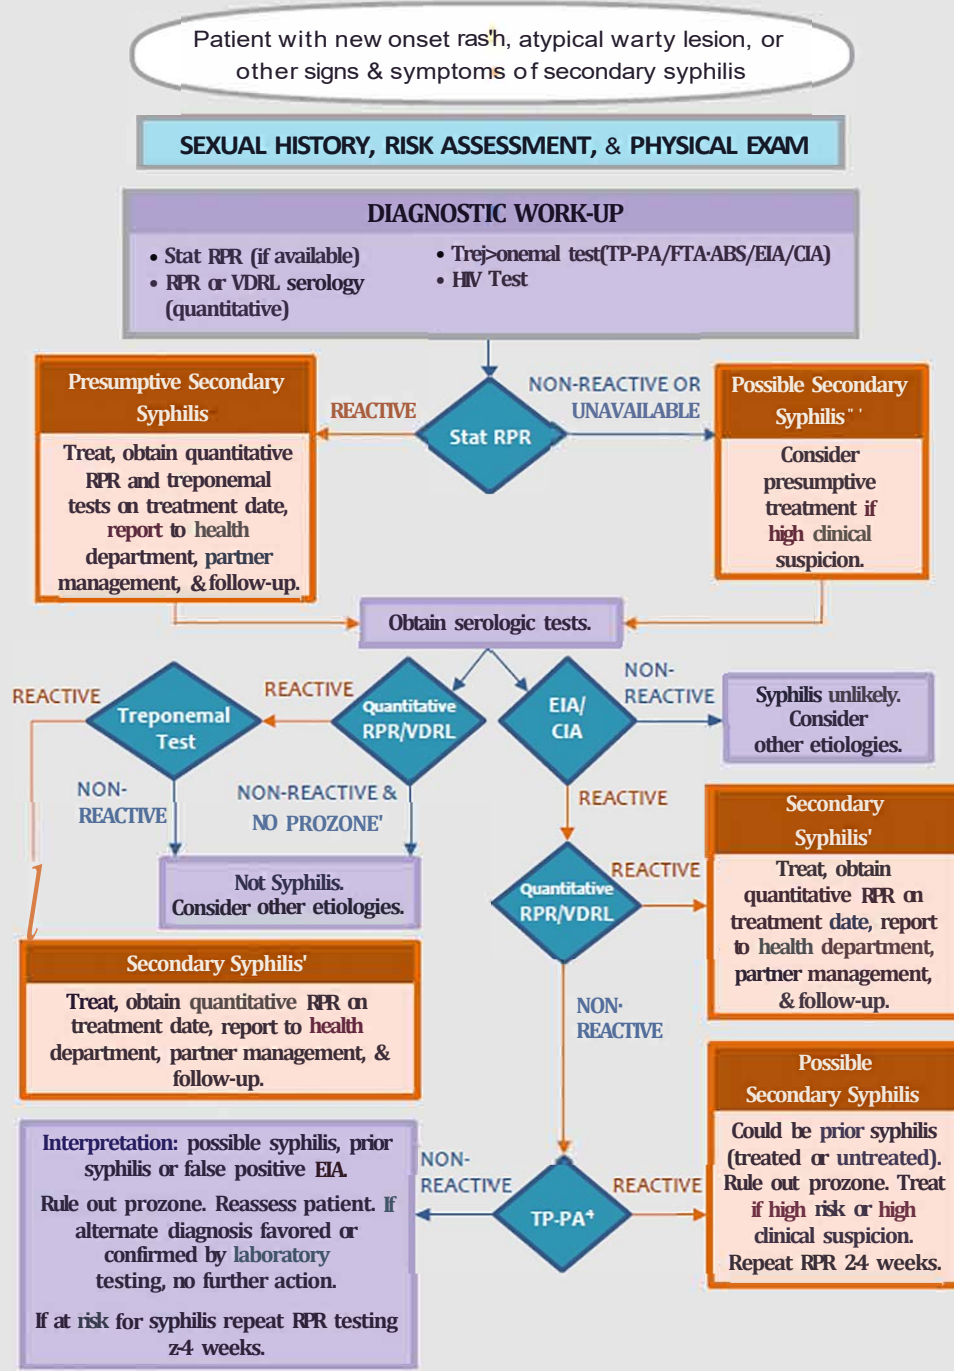 Patient with new onset ras'h, atypical warty lesion, or
other signs & symptoms of secondary syphilis
SEXUAL HISTORY, RISK ASSESSMENT, & PHYSICAL EXAM
DIAGNOSTIC WORK-UP
• Stat RPR (if available)
• RPR or VDRL serology
(quantitative)
• Trej>onemal test(TP-PA/FTA·ABS/EIA/CIA)
• HIV Test
Presumptive Secondary
Syphilis
Treat, obtain quantitative
RPR and treponemal
tests on treatment date,
report to health
department, partner
management, & follow-up.
REACTIVE
Stat RPR
NON-REACTIVE OR
UNAVAILABLE
Possible Secondary
Syphilis" '
Consider
presumptive
treatment if
high clinical
suspicion.
Obtain serologic tests.
REACTIVE
Treponemal
Test
REACTIVE
Quantitative
RPR/VDRL
EIA/
CIA
NON-
REACTIVE
Syphilis unlikely.
Consider
other etiologies.
NON-
REACTIVE
NON-REACTIVE &
NO PROZONE'
REACTIVE
Not Syphilis.
Consider other etiologies.
Quantitative
RPR/VDRL
REACTIVE
Secondary
Syphilis'
Treat, obtain
quantitative RPR on
treatment date, report
to health department,
partner management,
& follow-up.
Secondary Syphilis'
Treat, obtain quantitative RPR on
treatment date, report to health
department, partner management, &
follow-up.
NON·
REACTIVE
Interpretation: possible syphilis, prior
syphilis or false positive EIA.
Rule out prozone. Reassess patient. If
alternate diagnosis favored or
confirmed by laboratory
testing, no further action.
If at risk for syphilis repeat RPR testing
z-4 weeks.
NON-
REACTIVE
TP-PA⁴
REACTIVE
Possible
Secondary Syphilis
Could be prior syphilis
(treated or untreated).
Rule out prozone. Treat
if high risk or high
clinical suspicion.
Repeat RPR 2-4 weeks.